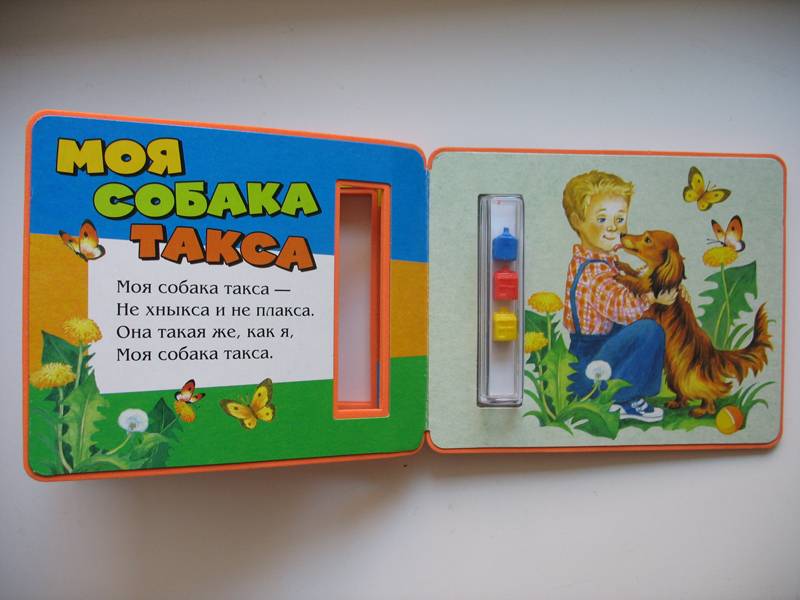 МОЯ
СОБАКА
ТАКСА
Моя собака такса —
Не хныкса и не плакса.
Она такая же, как я,
Моя собака такса.